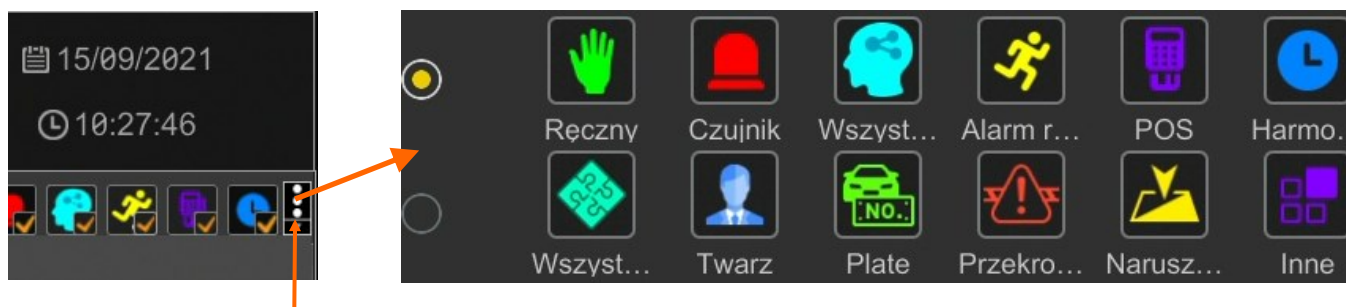 15/09/2021
10:27:46
Ręczny Czujnik Wszyst... Alarm r... POS Harmo...
NO.
Wszyst... Twarz Plate Przekro... Narusz... Inne